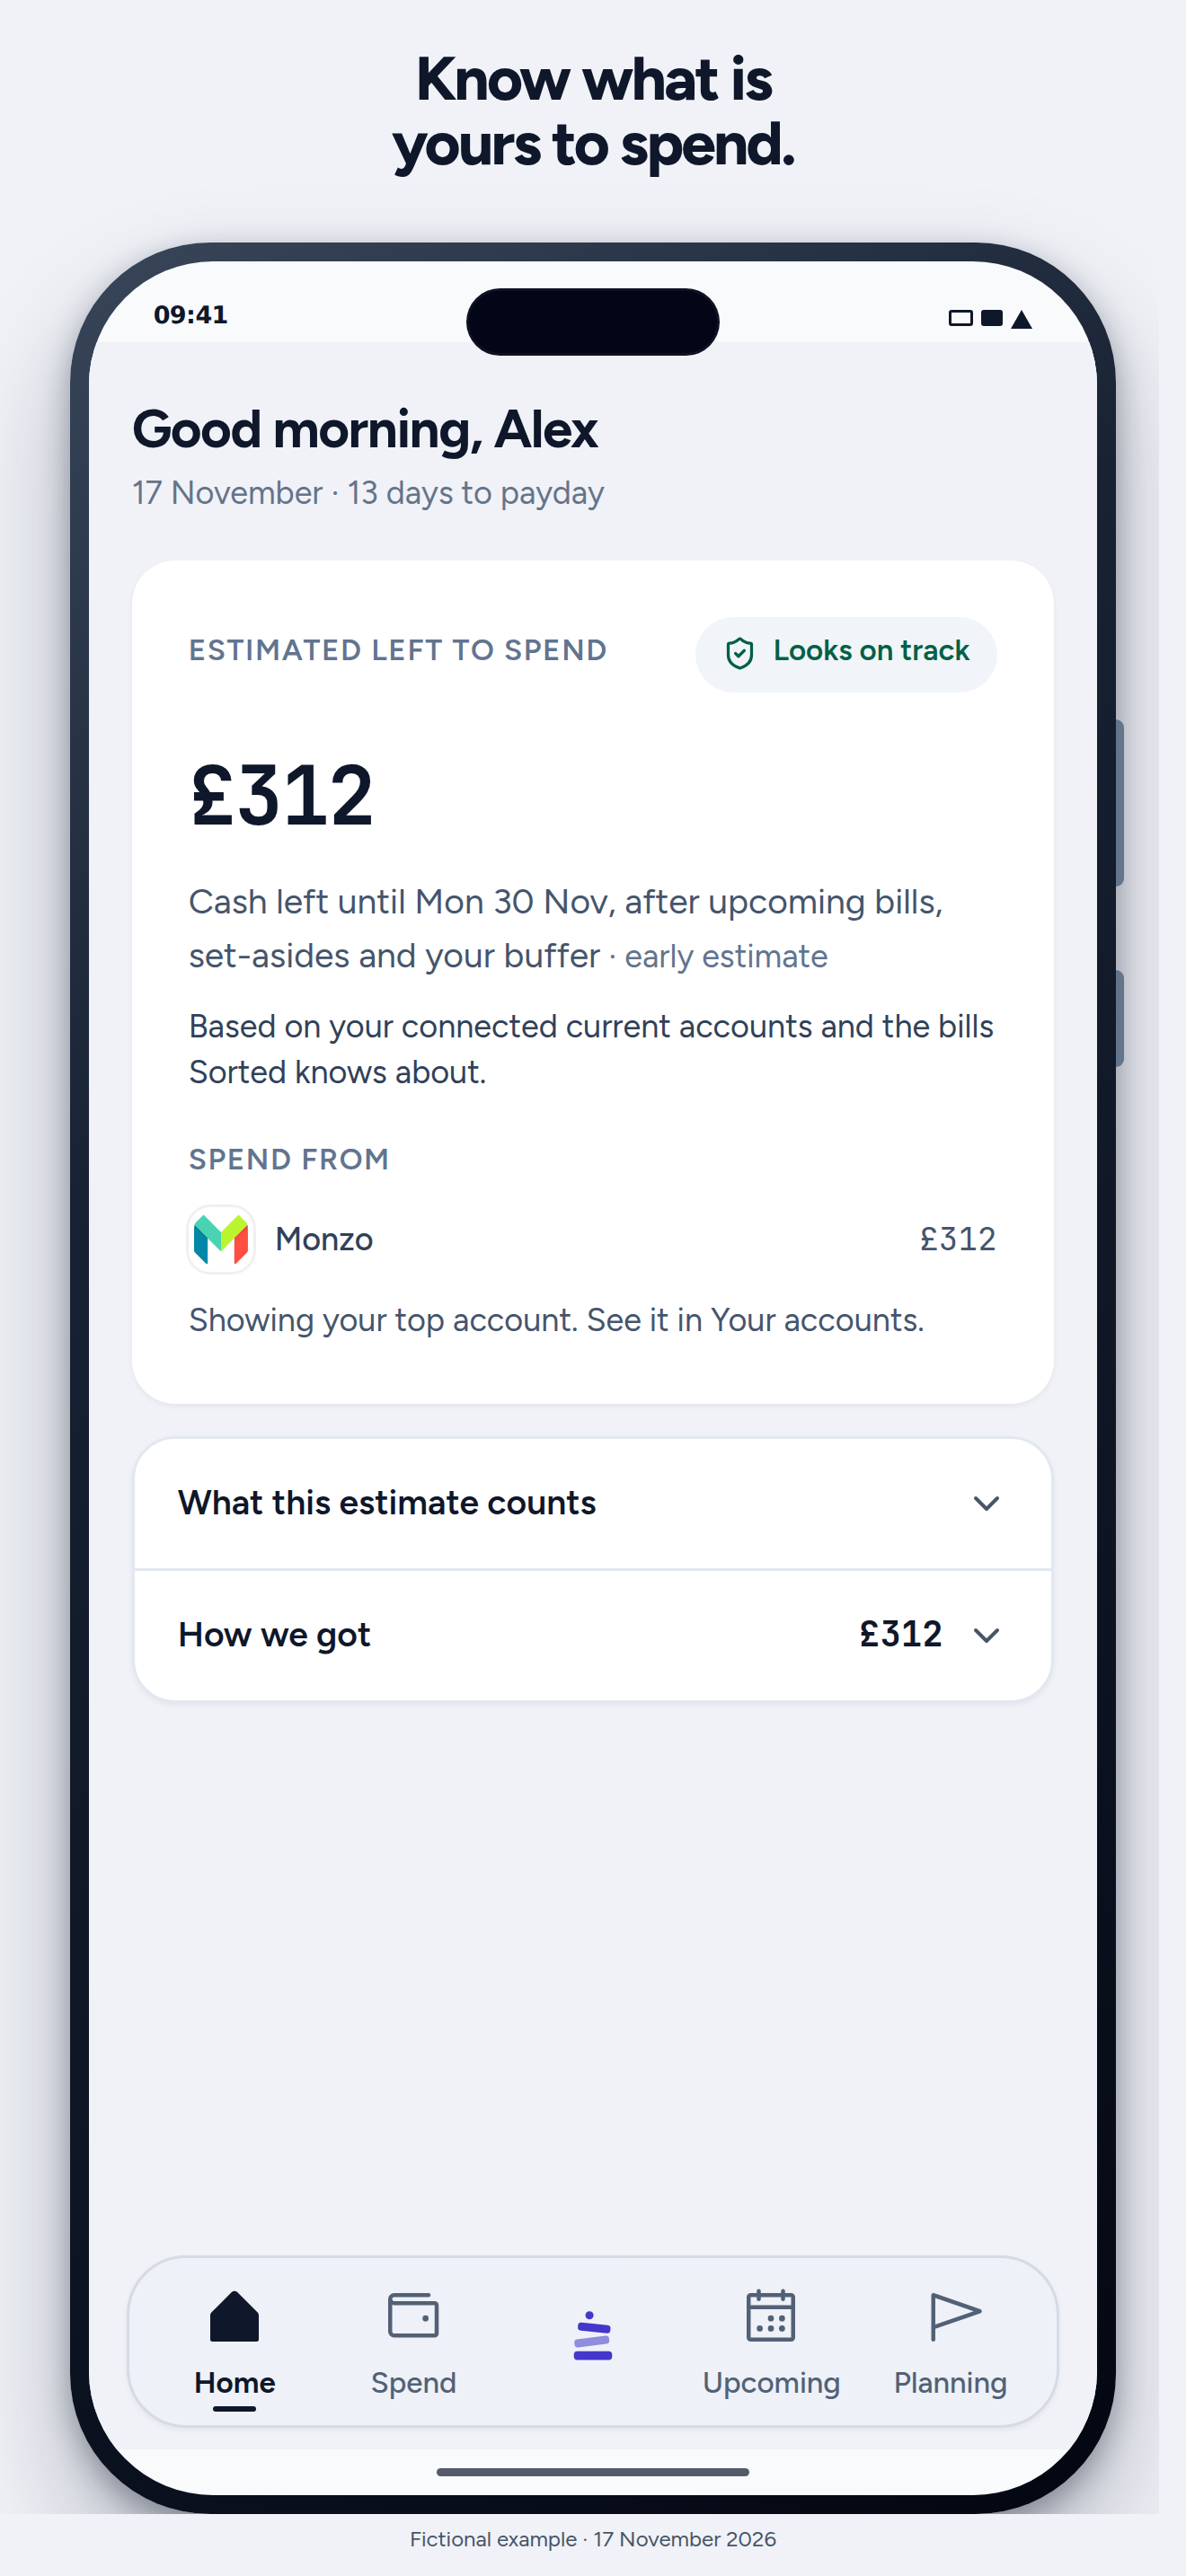 Know what is
yours to spend.
09:41
Good morning, Alex
17 November · 13 days to payday
ESTIMATED LEFT TO SPEND
Looks on track
£312
Cash left until Mon 30 Nov, after upcoming bills,
set-asides and your buffer · early estimate
Based on your connected current accounts and the bills
Sorted knows about.
SPEND FROM
Monzo £312
Showing your top account. See it in Your accounts.
What this estimate counts
How we got £312
Home Spend Upcoming Planning
Fictional example · 17 November 2026